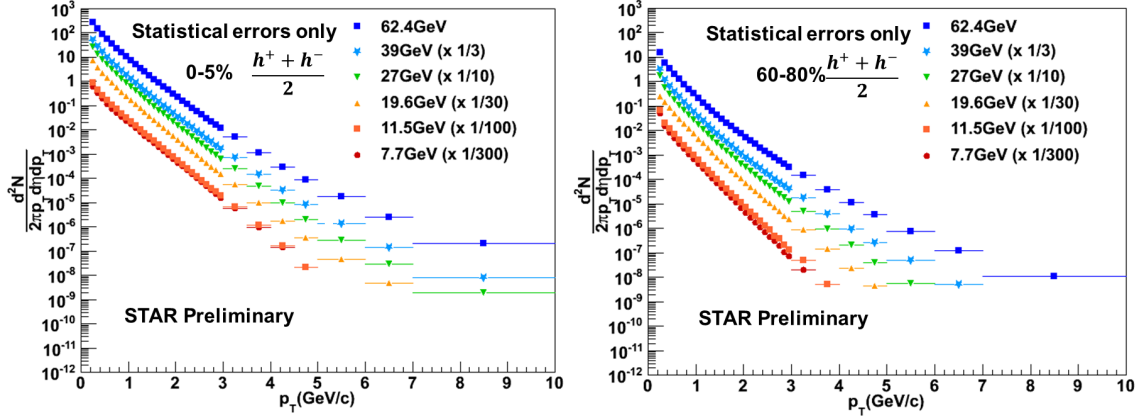 Statistical errors only
0-5% h⁺ + h⁻ / 2
62.4GeV
39GeV (x 1/3)
27GeV (x 1/10)
19.6GeV (x 1/30)
11.5GeV (x 1/100)
7.7GeV (x 1/300)
STAR Preliminary
d²N / 2πp_T dηdp_T
10³
10²
10
1
10⁻¹
10⁻²
10⁻³
10⁻⁴
10⁻⁵
10⁻⁶
10⁻⁷
10⁻⁸
10⁻⁹
10⁻¹⁰
10⁻¹¹
10⁻¹²
0 1 2 3 4 5 6 7 8 9 10
p_T(GeV/c)
Statistical errors only
60-80% h⁺ + h⁻ / 2
62.4GeV
39GeV (x 1/3)
27GeV (x 1/10)
19.6GeV (x 1/30)
11.5GeV (x 1/100)
7.7GeV (x 1/300)
STAR Preliminary
d²N / 2πp_T dηdp_T
10³
10²
10
1
10⁻¹
10⁻²
10⁻³
10⁻⁴
10⁻⁵
10⁻⁶
10⁻⁷
10⁻⁸
10⁻⁹
10⁻¹⁰
10⁻¹¹
10⁻¹²
0 1 2 3 4 5 6 7 8 9 10
p_T(GeV/c)